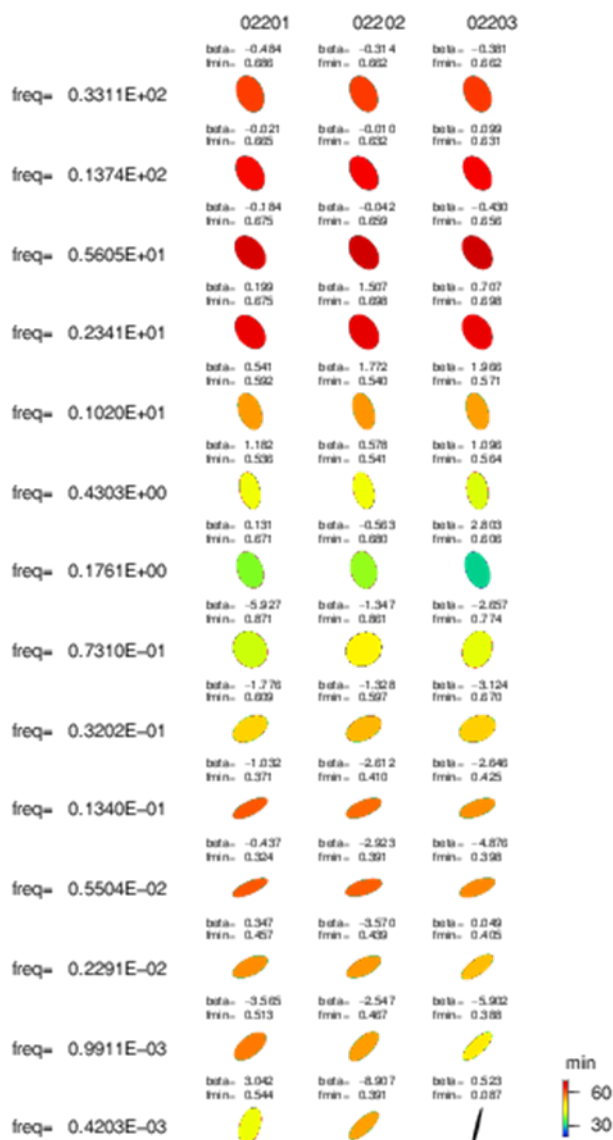 02201 02202 02203
beta= -0.484 beta= -0.314 beta= -0.381
fmin= 0.686 fmin= 0.662 fmin= 0.662
freq= 0.3311E+02
beta= -0.021 beta= -0.010 beta= 0.099
fmin= 0.665 fmin= 0.632 fmin= 0.631
freq= 0.1374E+02
beta= -0.184 beta= -0.042 beta= -0.430
fmin= 0.675 fmin= 0.659 fmin= 0.656
freq= 0.5605E+01
beta= 0.199 beta= 1.507 beta= 0.707
fmin= 0.675 fmin= 0.698 fmin= 0.698
freq= 0.2341E+01
beta= 0.541 beta= 1.772 beta= 1.966
fmin= 0.592 fmin= 0.540 fmin= 0.571
freq= 0.1020E+01
beta= 1.182 beta= 0.578 beta= 1.096
fmin= 0.536 fmin= 0.541 fmin= 0.564
freq= 0.4303E+00
beta= 0.131 beta= -0.563 beta= 2.803
fmin= 0.671 fmin= 0.680 fmin= 0.606
freq= 0.1761E+00
beta= -5.927 beta= -1.347 beta= -2.657
fmin= 0.871 fmin= 0.861 fmin= 0.774
freq= 0.7310E-01
beta= -1.776 beta= -1.328 beta= -3.124
fmin= 0.609 fmin= 0.597 fmin= 0.670
freq= 0.3202E-01
beta= -1.032 beta= -2.612 beta= -2.646
fmin= 0.371 fmin= 0.410 fmin= 0.425
freq= 0.1340E-01
beta= -0.437 beta= -2.923 beta= -4.876
fmin= 0.324 fmin= 0.391 fmin= 0.398
freq= 0.5504E-02
beta= 0.347 beta= -3.570 beta= 0.049
fmin= 0.457 fmin= 0.439 fmin= 0.405
freq= 0.2291E-02
beta= -3.565 beta= -2.547 beta= -5.902
fmin= 0.513 fmin= 0.467 fmin= 0.388
freq= 0.9911E-03
beta= 3.042 beta= -8.907 beta= 0.523
fmin= 0.544 fmin= 0.391 fmin= 0.087
freq= 0.4203E-03
min
60
30